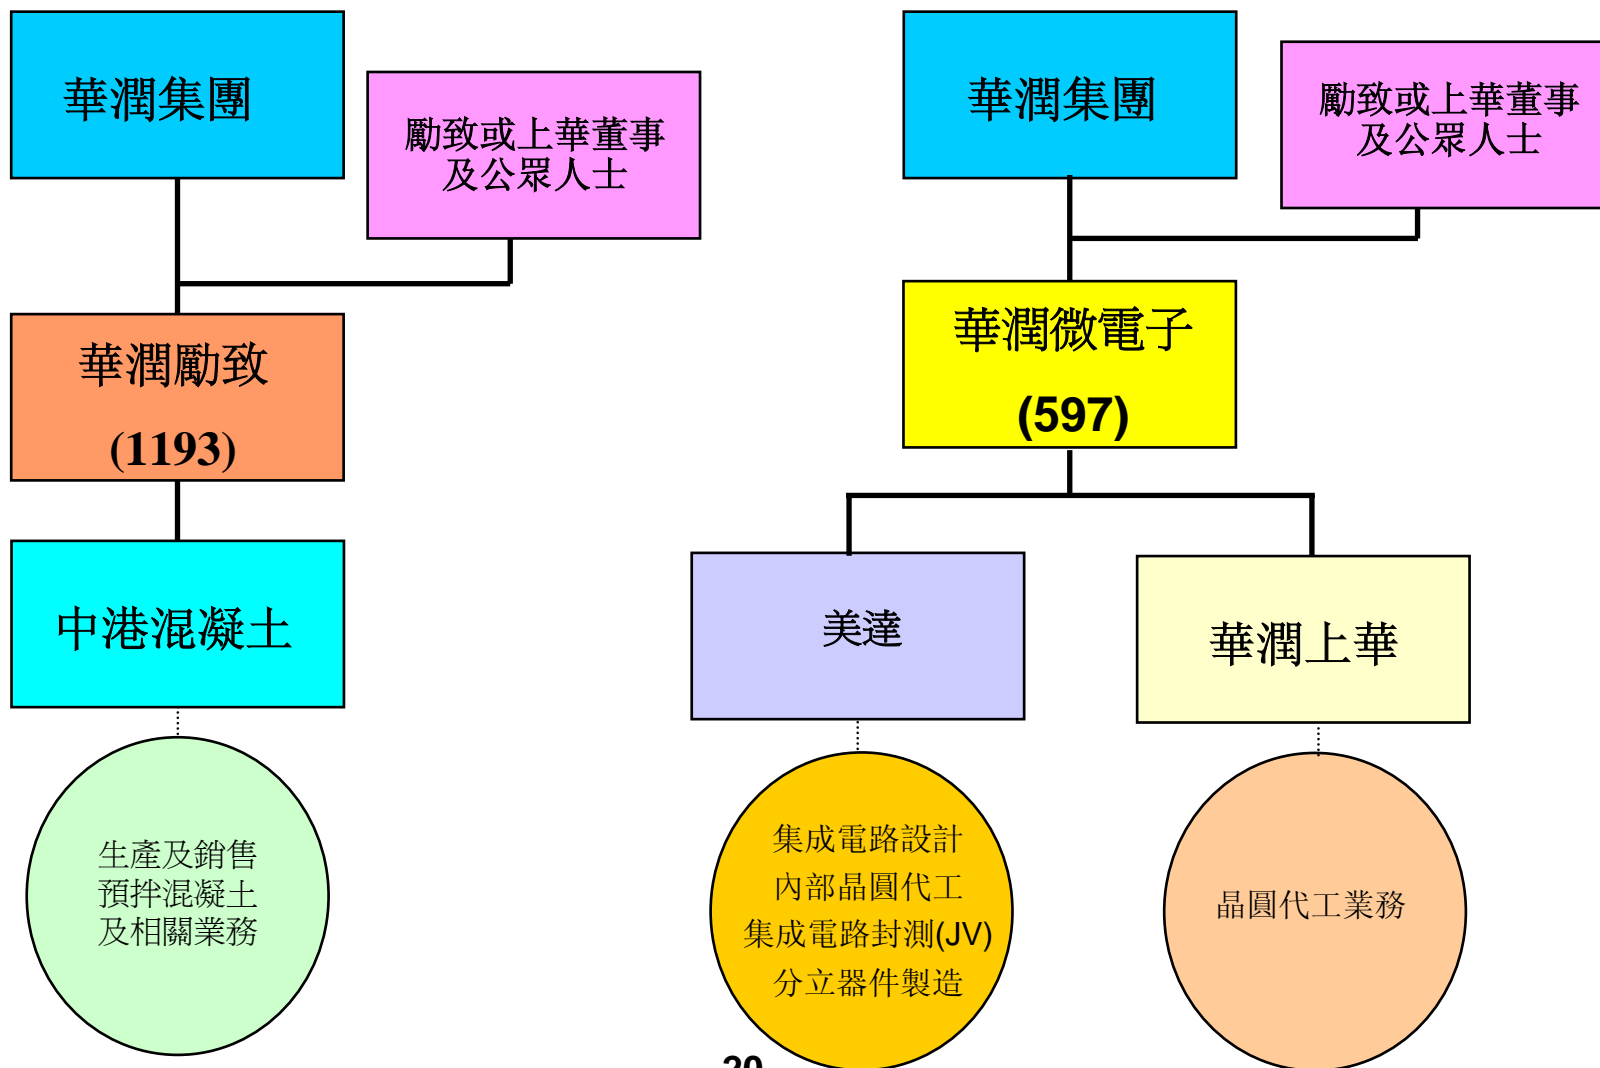 華潤集團
勵致或上華董事
及公眾人士
華潤勵致
(1193)
中港混凝土
生產及銷售
預拌混凝土
及相關業務
華潤集團
勵致或上華董事
及公眾人士
華潤微電子
(597)
美達
華潤上華
集成電路設計
內部晶圓代工
集成電路封測(JV)
分立器件製造
晶圓代工業務
20